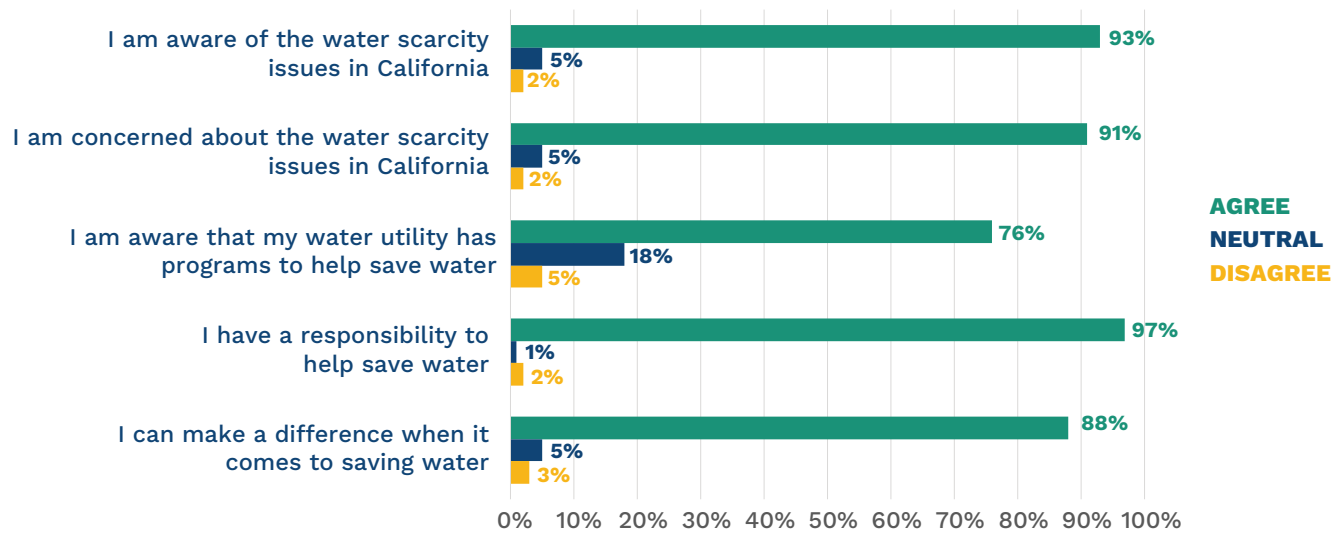 I am aware of the water scarcity
issues in California
93%
5%
2%
I am concerned about the water scarcity
issues in California
91%
5%
2%
I am aware that my water utility has
programs to help save water
76%
18%
5%
I have a responsibility to
help save water
97%
1%
2%
I can make a difference when it
comes to saving water
88%
5%
3%
0% 10% 20% 30% 40% 50% 60% 70% 80% 90% 100%
AGREE
NEUTRAL
DISAGREE